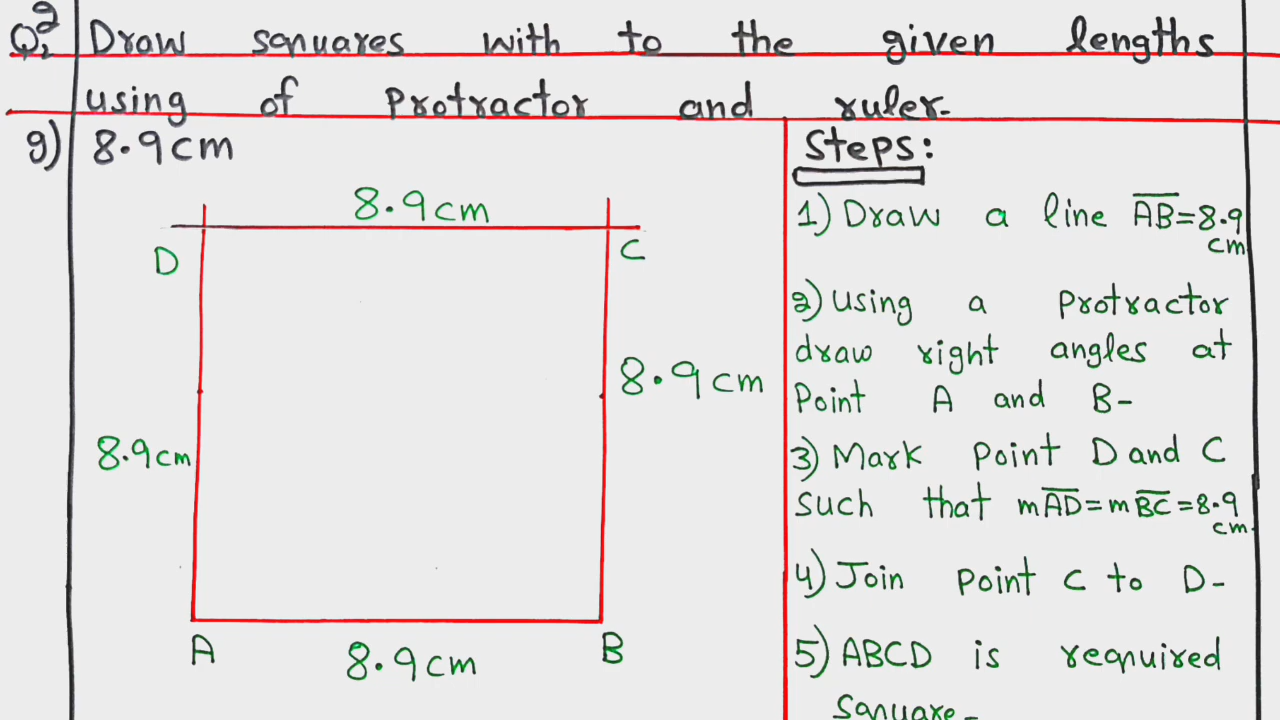 Q.2 Draw squares with to the given lengths
using of Protractor and ruler-
g) 8.9cm
8.9cm
D
C
8.9cm
8.9cm
A
B
8.9cm
Steps:
1) Draw a line AB=8.9
cm
2) Using a Protractor
draw right angles at
Point A and B-
3) Mark Point D and C
such that mAD=mBC=8.9
cm
4) Join Point C to D-
5) ABCD is required
square-